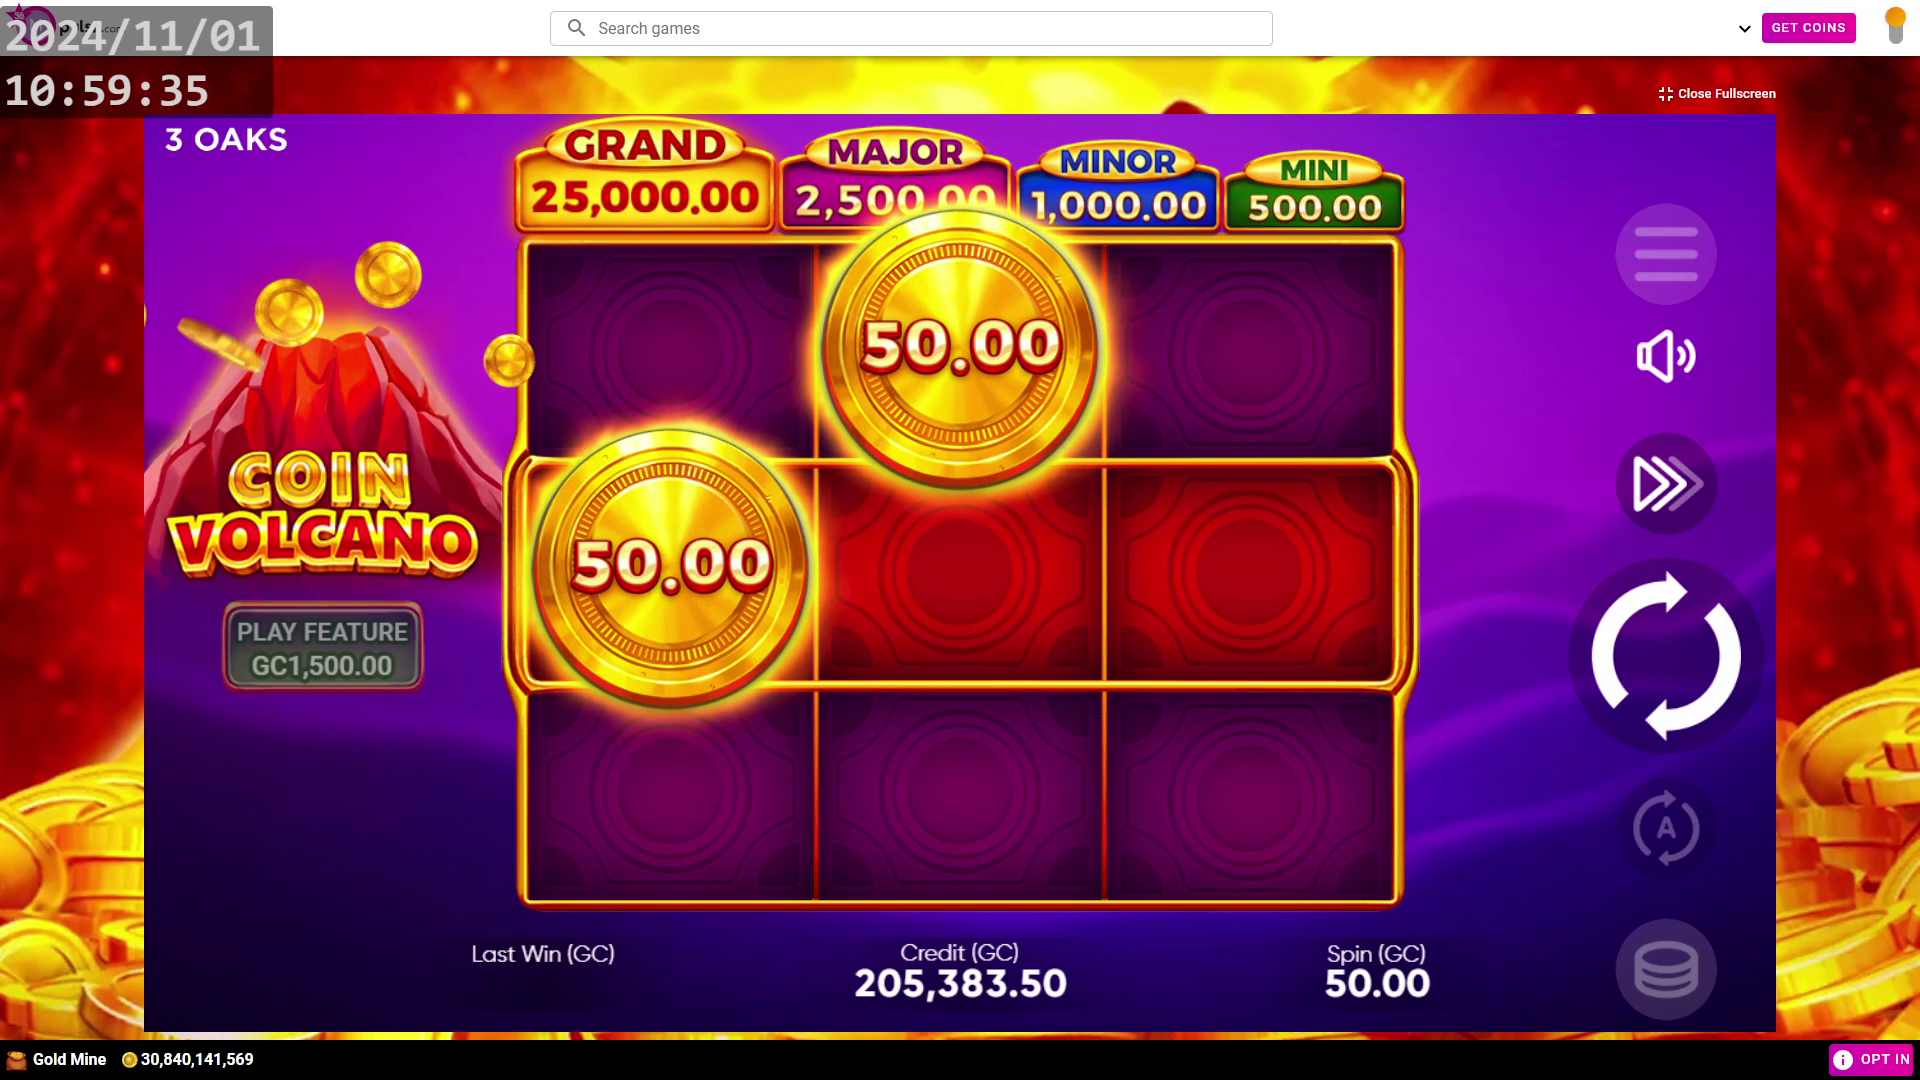 2024/11/01
10:59:35
Search games
GET COINS
Close Fullscreen
3 OAKS
GRAND
25,000.00
MAJOR
2,500.00
MINOR
1,000.00
MINI
500.00
50.00
50.00
COIN
VOLCANO
PLAY FEATURE
GC1,500.00
A
Last Win (GC)
Credit (GC)
205,383.50
Spin (GC)
50.00
Gold Mine
30,840,141,569
OPT IN